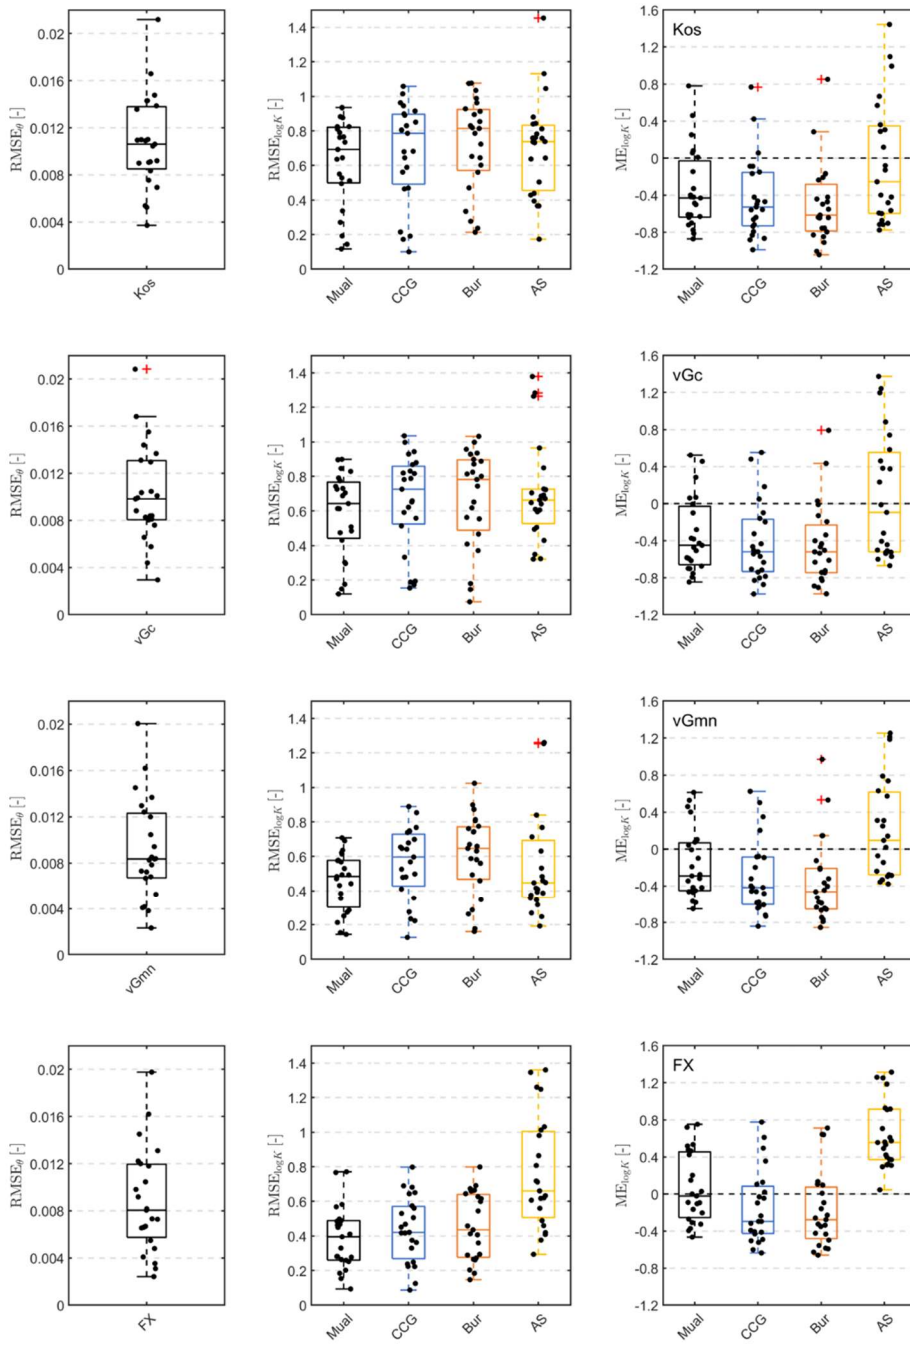 0.02
0.016
0.012
0.008
0.004
0
RMSEθ [-]
Kos
1.4
1.2
1
0.8
0.6
0.4
0.2
0
RMSElogK [-]
Mual
CCG
Bur
AS
Kos
1.6
1.2
0.8
0.4
0
-0.4
-0.8
-1.2
MElogK [-]
Mual
CCG
Bur
AS
0.02
0.016
0.012
0.008
0.004
0
RMSEθ [-]
vGc
1.4
1.2
1
0.8
0.6
0.4
0.2
0
RMSElogK [-]
Mual
CCG
Bur
AS
vGc
1.6
1.2
0.8
0.4
0
-0.4
-0.8
-1.2
MElogK [-]
Mual
CCG
Bur
AS
0.02
0.016
0.012
0.008
0.004
0
RMSEθ [-]
vGmn
1.4
1.2
1
0.8
0.6
0.4
0.2
0
RMSElogK [-]
Mual
CCG
Bur
AS
vGmn
1.6
1.2
0.8
0.4
0
-0.4
-0.8
-1.2
MElogK [-]
Mual
CCG
Bur
AS
0.02
0.016
0.012
0.008
0.004
0
RMSEθ [-]
FX
1.4
1.2
1
0.8
0.6
0.4
0.2
0
RMSElogK [-]
Mual
CCG
Bur
AS
FX
1.6
1.2
0.8
0.4
0
-0.4
-0.8
-1.2
MElogK [-]
Mual
CCG
Bur
AS